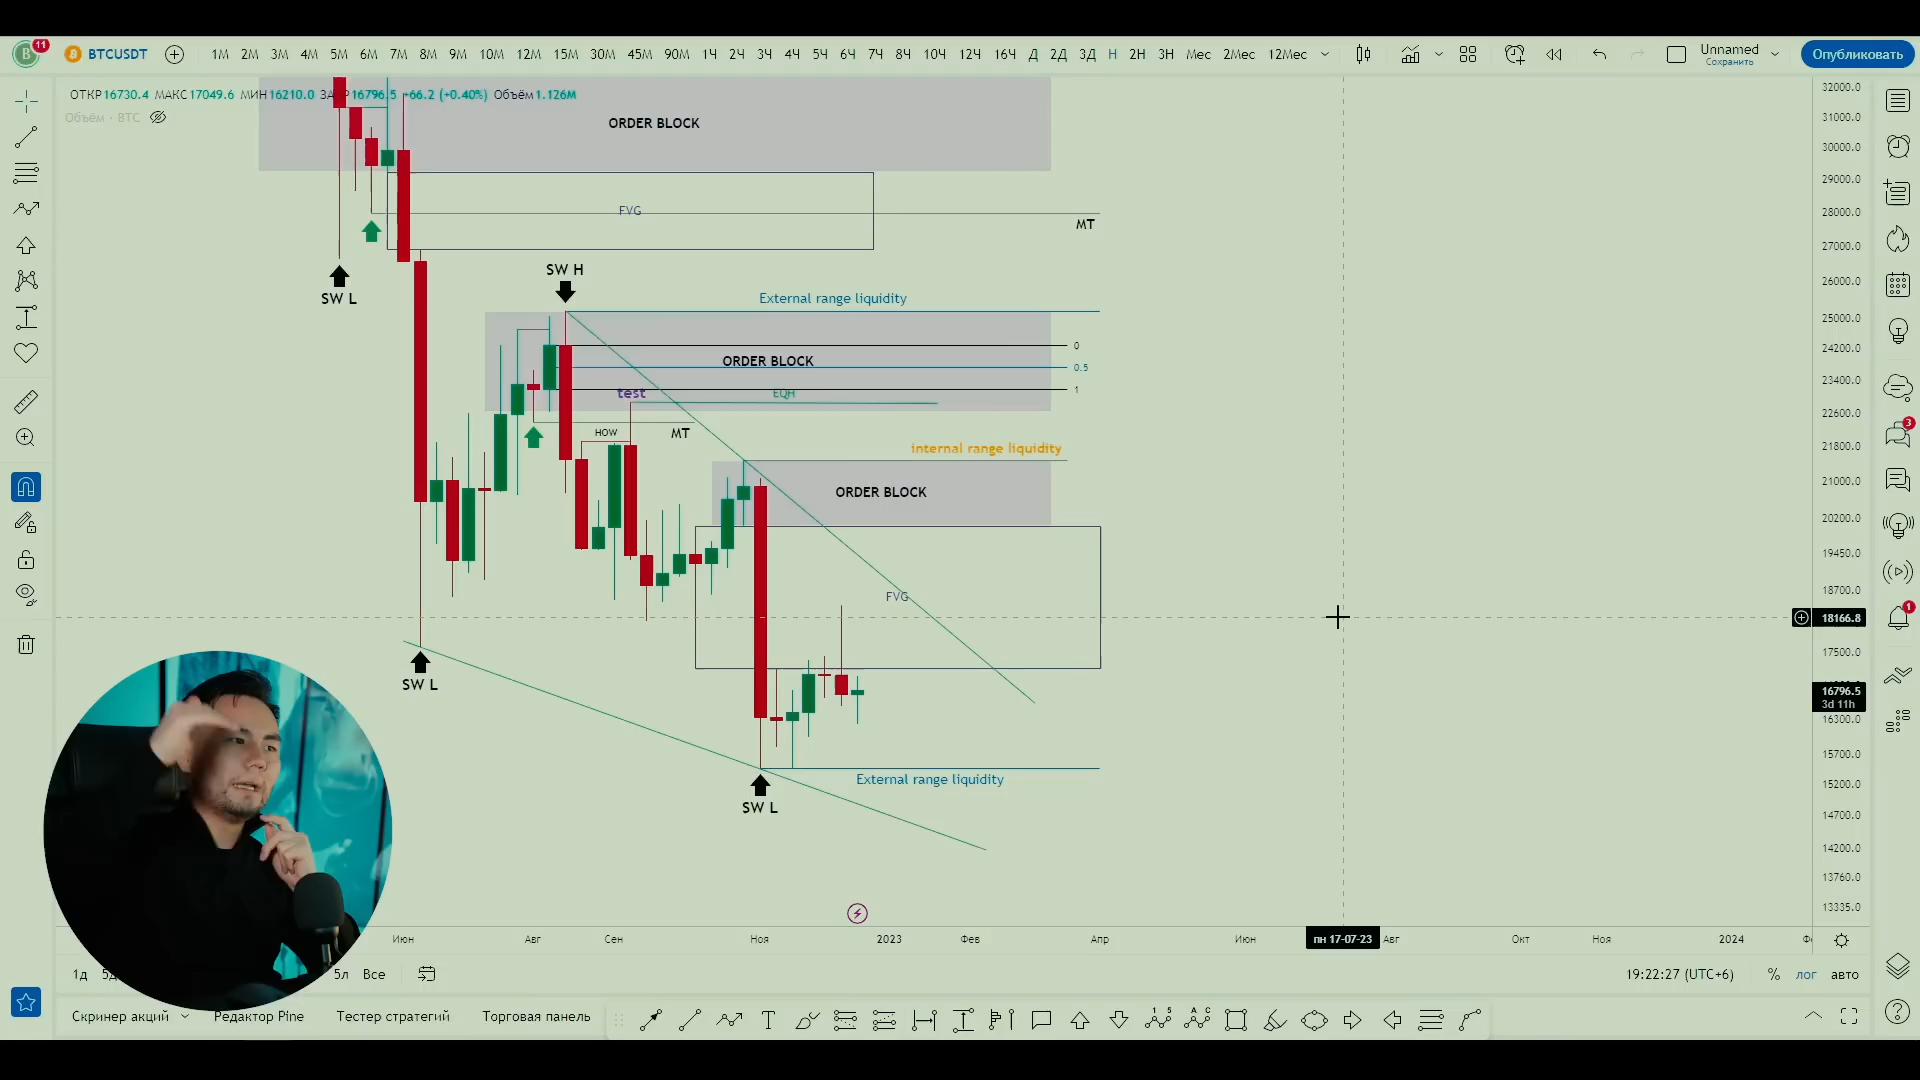 B 11 BTCUSDT 1М 2М 3М 4М 5М 6М 7М 8М 9М 10М 12М 15М 30М 45М 90М 1Ч 2Ч 3Ч 4Ч 5Ч 6Ч 7Ч 8Ч 10Ч 12Ч 16Ч Д 2Д 3Д Н 2Н 3Н Мес 2Мес 12Мес Unnamed Опубликовать
Сохранить
ОТКР16730.4 МАКС17049.6 МИН16210.0 16796.5 +66.2 (+0.40%) Объём1.126M
Объём · BTC
32000.0
31000.0
30000.0
29000.0
28000.0
27000.0
26000.0
25000.0
24200.0
23400.0
22600.0
21800.0
21000.0
20200.0
19450.0
18700.0
18166.8
17500.0
16796.5
3d 11h
16300.0
15700.0
15200.0
14700.0
14200.0
13760.0
13335.0
ORDER BLOCK
FVG
MT
SW L
SW H
External range liquidity
0
ORDER BLOCK
0.5
1
test
EQH
HOW
MT
internal range liquidity
ORDER BLOCK
FVG
SW L
External range liquidity
SW L
3
1
Июн Авг Сен Ноя 2023 Фев Апр Июн пн 17-07-23 Авг Окт Ноя 2024
1д 5л Все 19:22:27 (UTC+6) % лог авто
Скринер акций Редактор Pine Тестер стратегий Торговая панель